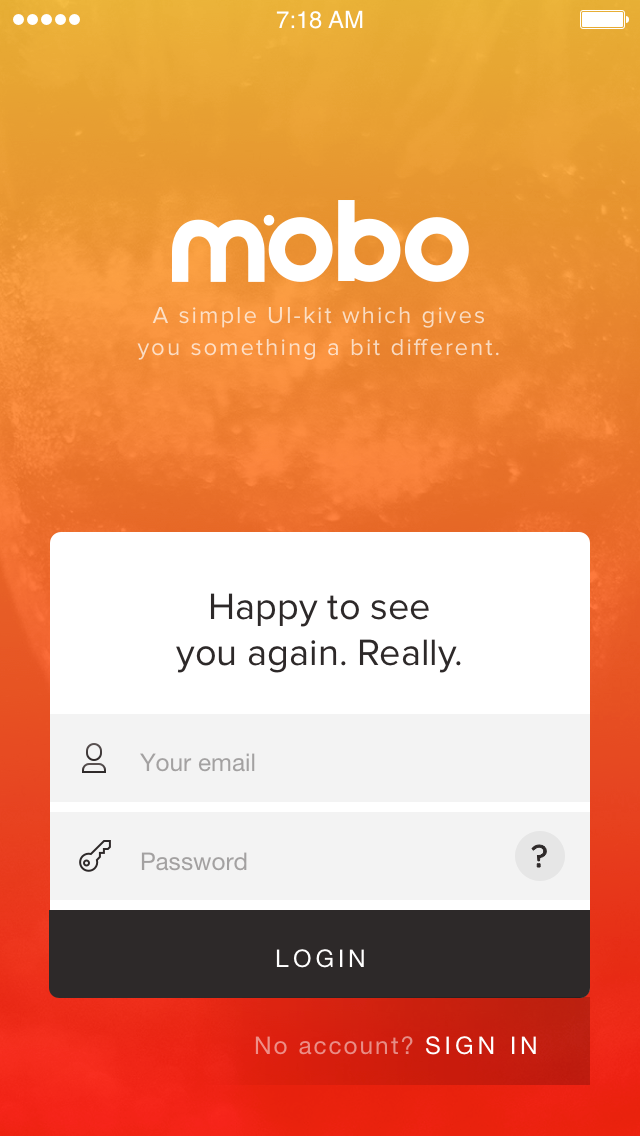 7:18 AM
mobo
A simple UI-kit which gives
you something a bit different.
Happy to see
you again. Really.
Your email
Password
?
LOGIN
No account? SIGN IN